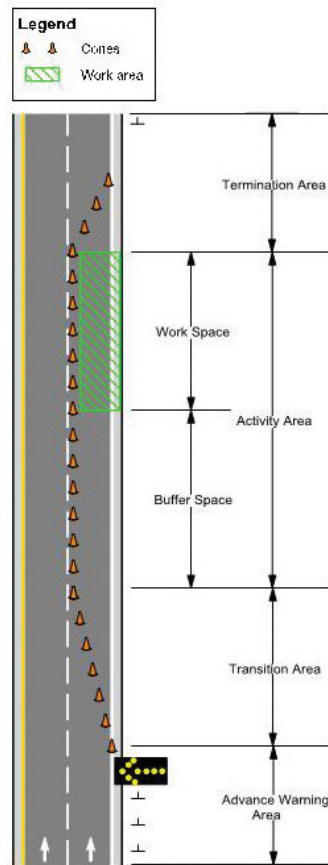 Legend
Cones
Work area
Termination Area
Work Space
Activity Area
Buffer Space
Transition Area
Advance Warning
Area